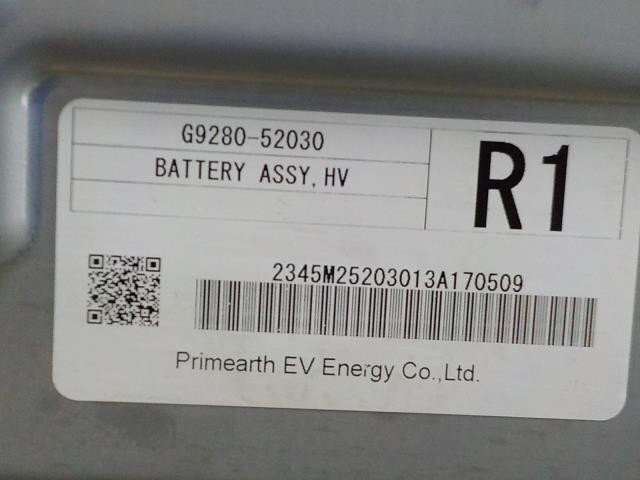 G9280-52030
BATTERY ASSY, HV
R1
2345M25203013A170509
Primearth EV Energy Co.,Ltd.